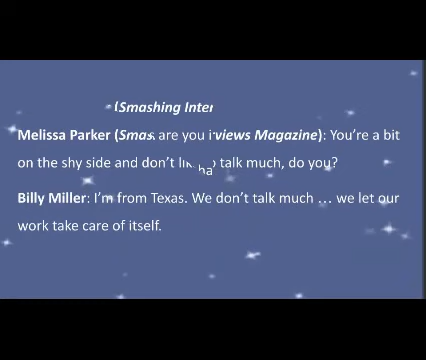 (Smashing Inter
Melissa Parker (Smas are you views Magazine): You’re a bit
on the shy side and don’t talk much, do you?
ha
Billy Miller: I’m from Texas. We don’t talk much … we let our
work take care of itself.